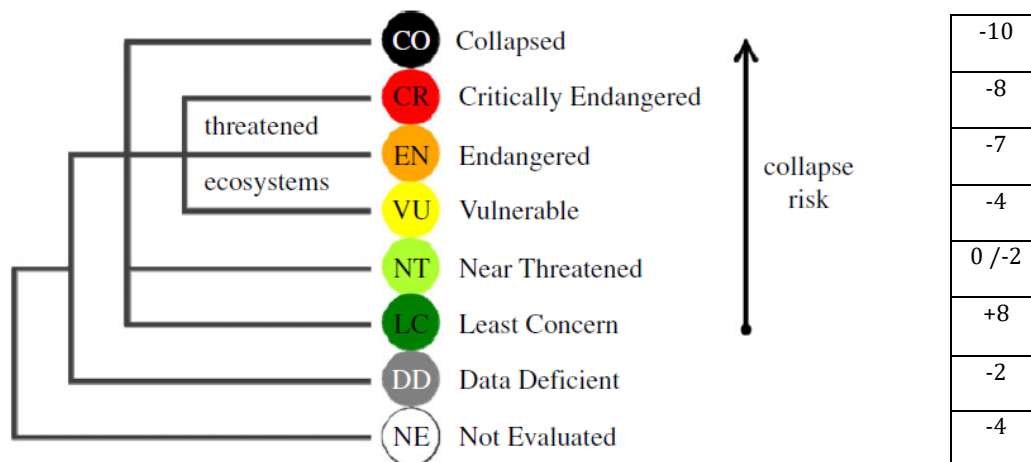 CO Collapsed -10
CR Critically Endangered -8
threatened
EN Endangered -7
collapse
ecosystems
risk
VU Vulnerable -4
NT Near Threatened 0 /-2
LC Least Concern +8
DD Data Deficient -2
NE Not Evaluated -4